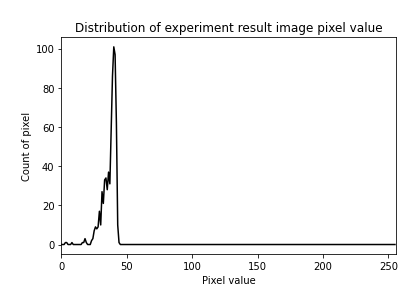 Distribution of experiment result image pixel value
100
80
60
40
20
0
Count of pixel
0 50 100 150 200 250
Pixel value